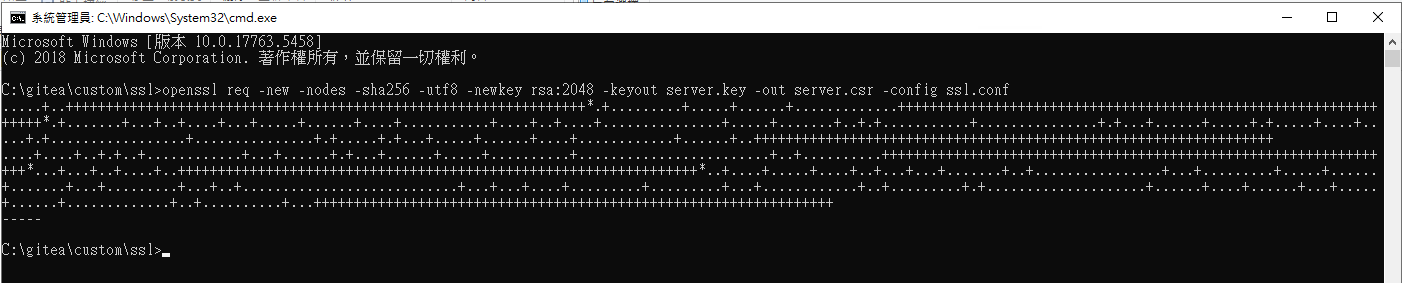 系統管理員: C:\Windows\System32\cmd.exe
Microsoft Windows [版本 10.0.17763.5458]
(c) 2018 Microsoft Corporation. 著作權所有，並保留一切權利。
C:\gitea\custom\ssl>openssl req -new -nodes -sha256 -utf8 -newkey rsa:2048 -keyout server.key -out server.csr -config ssl.conf
-----
C:\gitea\custom\ssl>